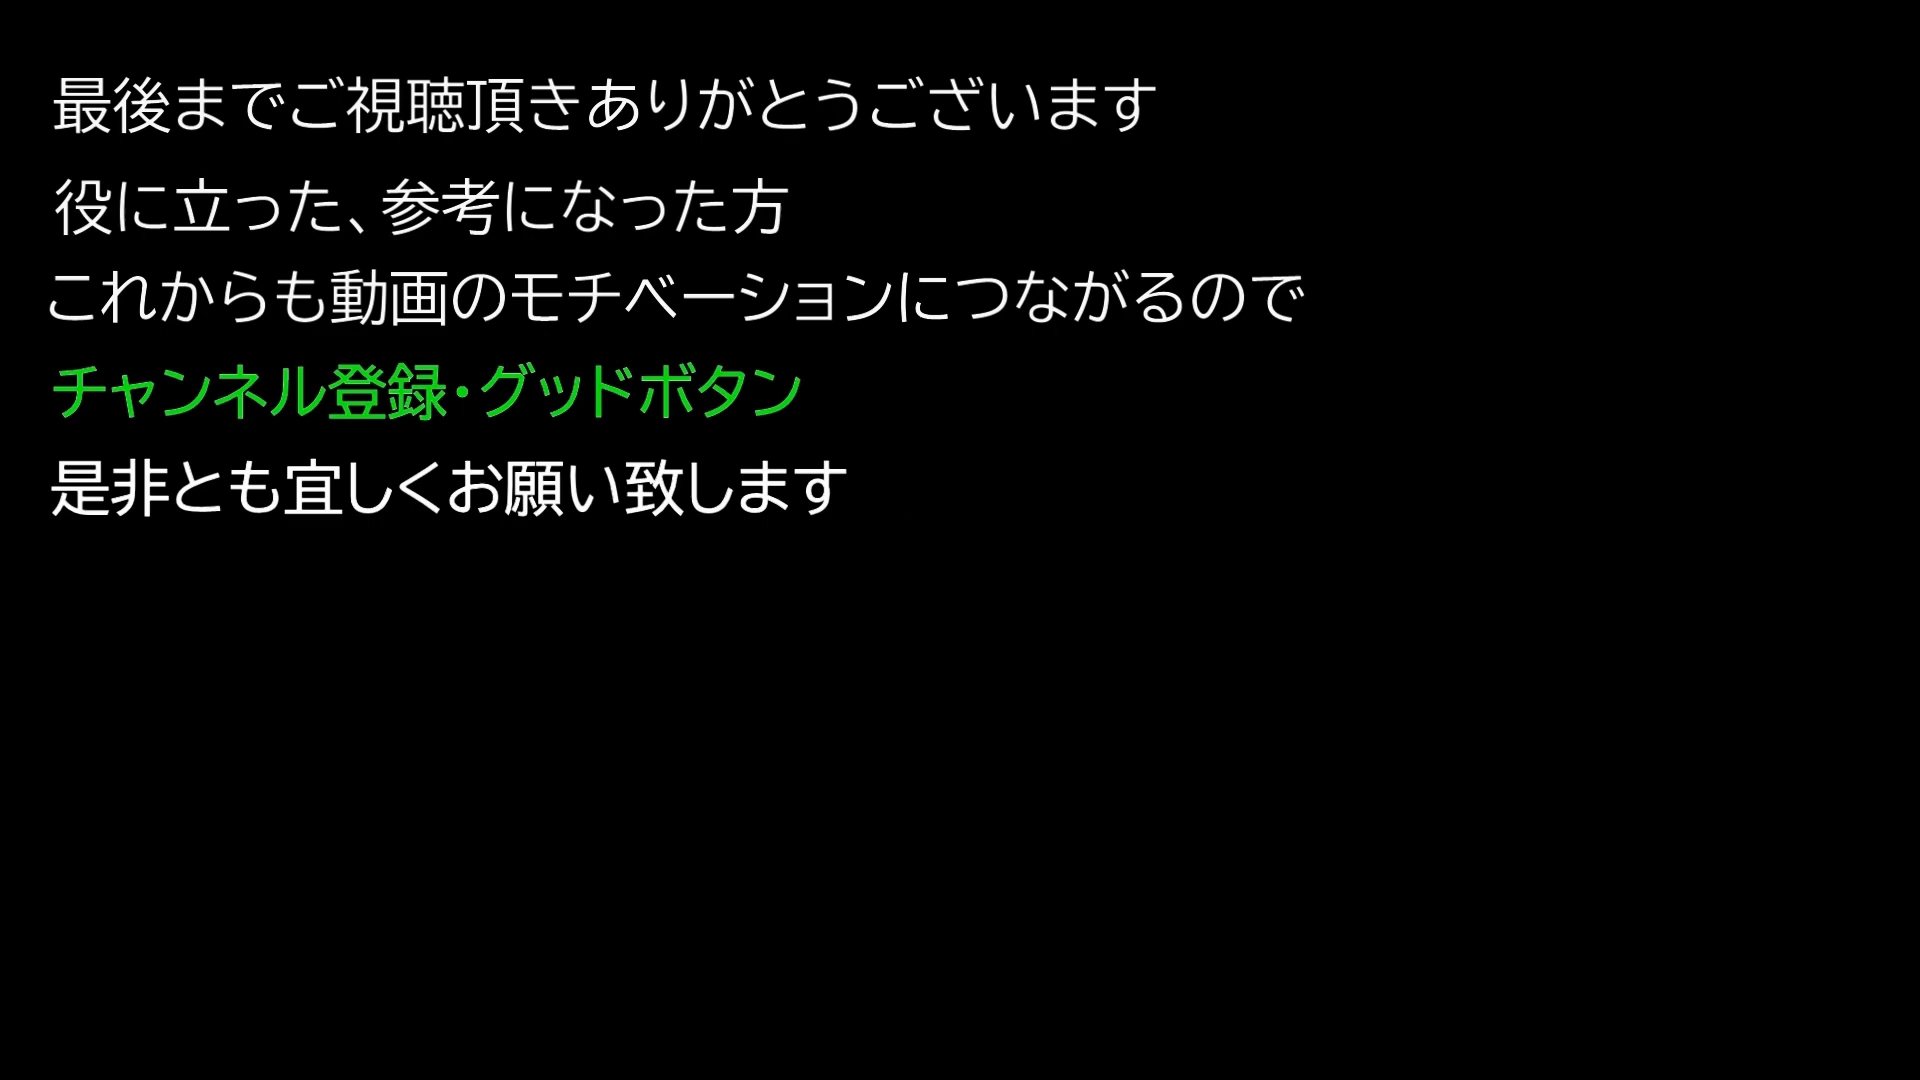 最後までご視聴頂きありがとうございます
役に立った、参考になった方
これからも動画のモチベーションにつながるので
チャンネル登録・グッドボタン
是非とも宜しくお願い致します